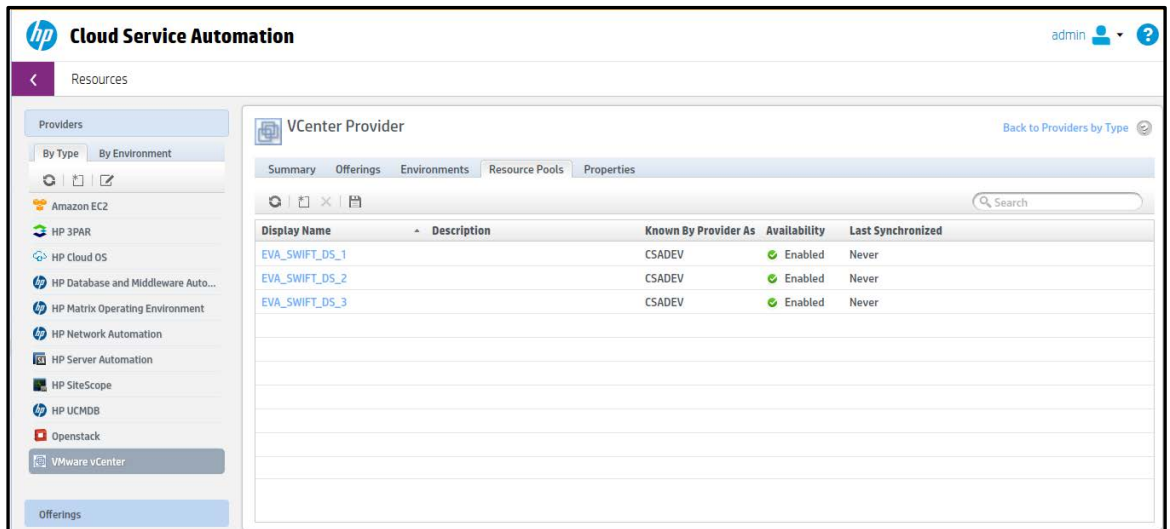 hp Cloud Service Automation
admin ?
Resources
Providers
By Type By Environment
Amazon EC2
HP 3PAR
HP Cloud OS
HP Database and Middleware Auto...
HP Matrix Operating Environment
HP Network Automation
HP Server Automation
HP SiteScope
HP UCMDB
Openstack
VMware vCenter
Offerings
VCenter Provider
Back to Providers by Type
Summary Offerings Environments Resource Pools Properties
Search
Display Name Description Known By Provider As Availability Last Synchronized
EVA_SWIFT_DS_1 CSADEV Enabled Never
EVA_SWIFT_DS_2 CSADEV Enabled Never
EVA_SWIFT_DS_3 CSADEV Enabled Never